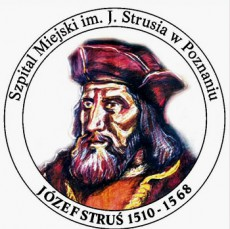 Szpital Miejski im. J. Strusia w Poznaniu
JÓZEF STRUŚ 1510 - 1568